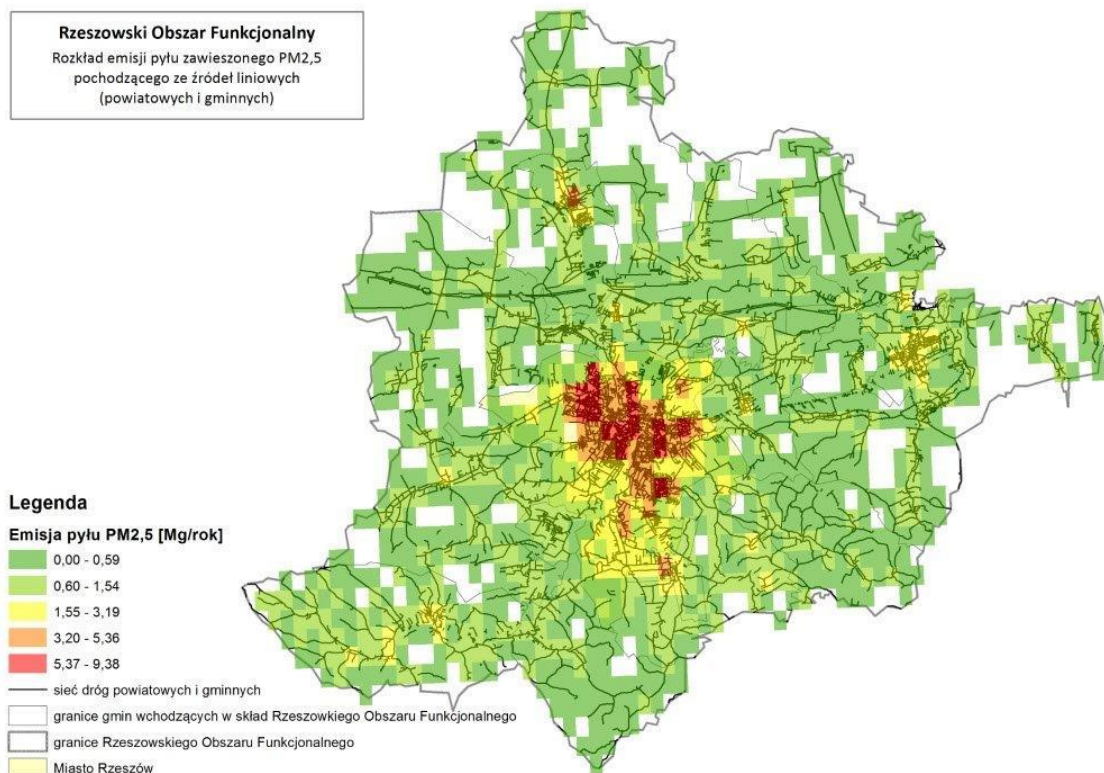 Rzeszowski Obszar Funkcjonalny
Rozkład emisji pyłu zawieszonego PM2,5
pochodzącego ze źródeł liniowych
(powiatowych i gminnych)
Legenda
Emisja pyłu PM2,5 [Mg/rok]
0,00 - 0,59
0,60 - 1,54
1,55 - 3,19
3,20 - 5,36
5,37 - 9,38
sieć dróg powiatowych i gminnych
granice gmin wchodzących w skład Rzeszowkiego Obszaru Funkcjonalnego
granice Rzeszowskiego Obszaru Funkcjonalnego
Miasto Rzeszów